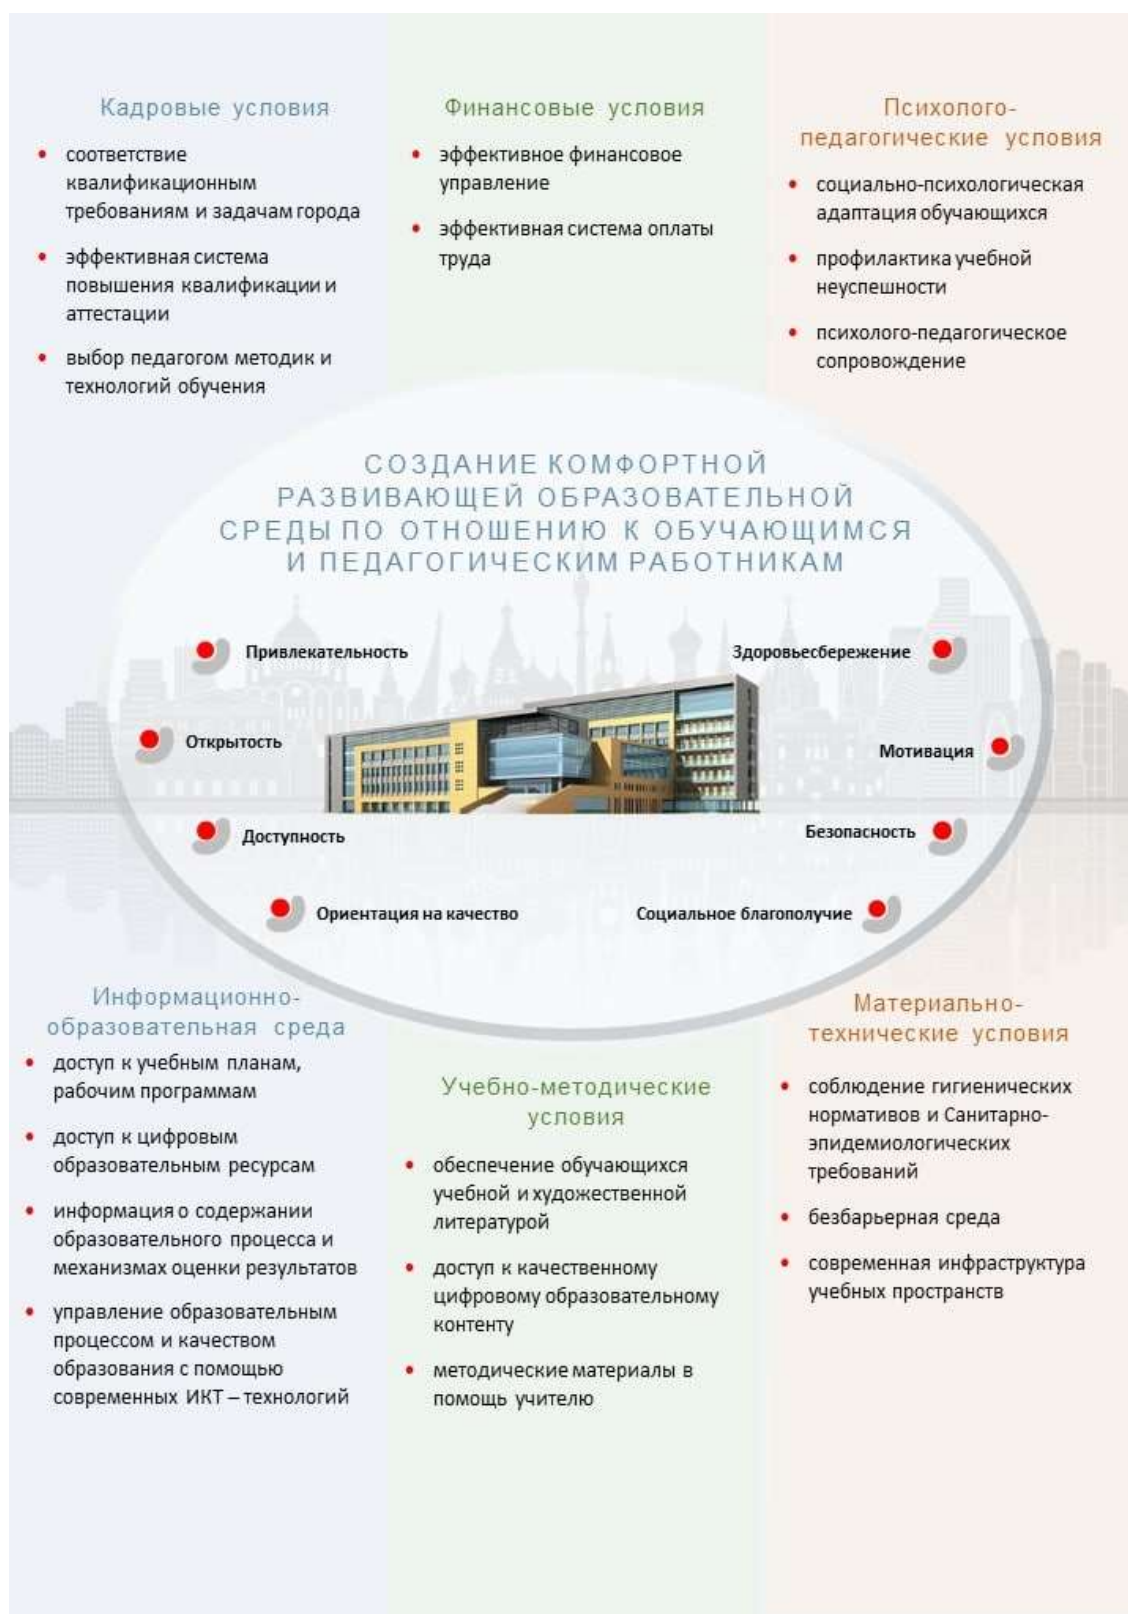 Кадровые условия
• соответствие
квалификационным
требованиям и задачам города
• эффективная система
повышения квалификации и
аттестации
• выбор педагогом методик и
технологий обучения
Финансовые условия
• эффективное финансовое
управление
• эффективная система оплаты
труда
Психолого-
педагогические условия
• социально-психологическая
адаптация обучающихся
• профилактика учебной
неуспешности
• психолого-педагогическое
сопровождение
СОЗДАНИЕ КОМФОРТНОЙ
РАЗВИВАЮЩЕЙ ОБРАЗОВАТЕЛЬНОЙ
СРЕДЫ ПО ОТНОШЕНИЮ К ОБУЧАЮЩИМСЯ
И ПЕДАГОГИЧЕСКИМ РАБОТНИКАМ
Привлекательность
Открытость
Доступность
Ориентация на качество
Здоровьесбережение
Мотивация
Безопасность
Социальное благополучие
Информационно-
образовательная среда
• доступ к учебным планам,
рабочим программам
• доступ к цифровым
образовательным ресурсам
• информация о содержании
образовательного процесса и
механизмах оценки результатов
• управление образовательным
процессом и качеством
образования с помощью
современных ИКТ – технологий
Учебно-методические
условия
• обеспечение обучающихся
учебной и художественной
литературой
• доступ к качественному
цифровому образовательному
контенту
• методические материалы в
помощь учителю
Материально-
технические условия
• соблюдение гигиенических
нормативов и Санитарно-
эпидемиологических
требований
• безбарьерная среда
• современная инфраструктура
учебных пространств